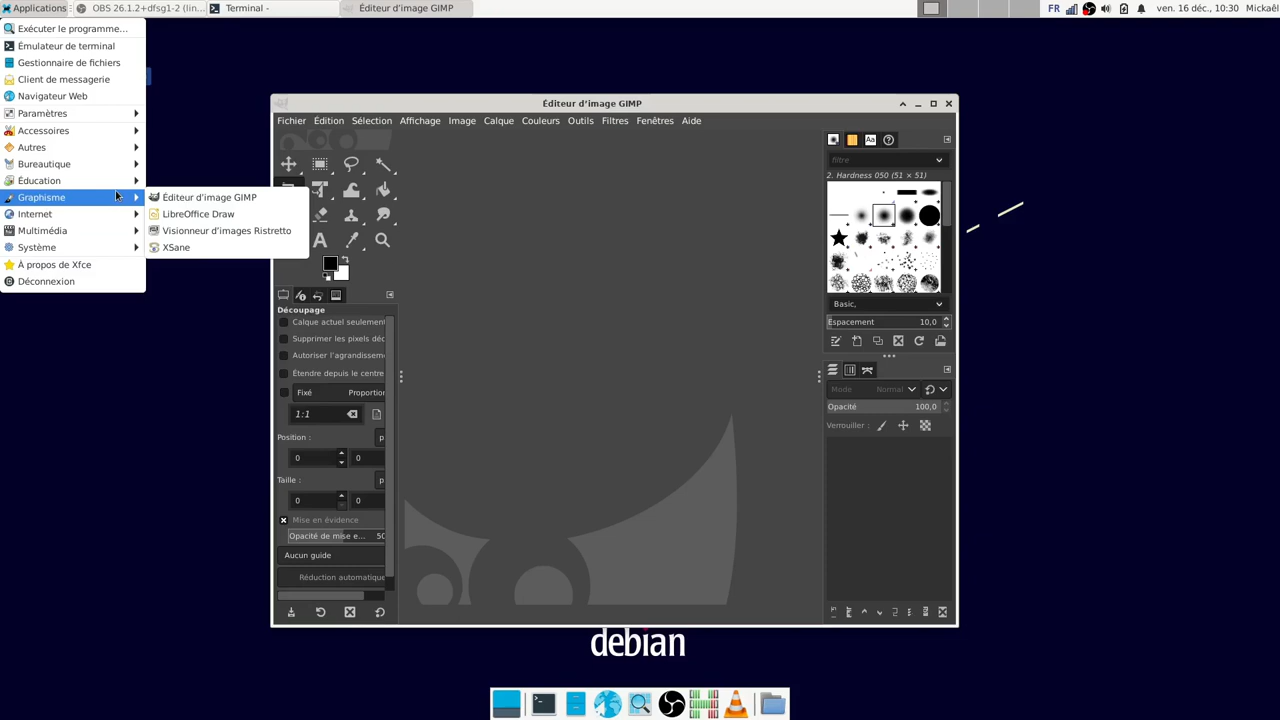 Applications
OBS 26.1.2+dfsg1-2 (lin...
Terminal -
Éditeur d'image GIMP
FR
ven. 16 déc., 10:30
Mickaël
Exécuter le programme...
Émulateur de terminal
Gestionnaire de fichiers
Client de messagerie
Navigateur Web
Paramètres
Accessoires
Autres
Bureautique
Éducation
Graphisme
Internet
Multimédia
Système
À propos de Xfce
Déconnexion
Éditeur d'image GIMP
LibreOffice Draw
Visionneur d'images Ristretto
XSane
Éditeur d'image GIMP
Fichier Édition Sélection Affichage Image Calque Couleurs Outils Filtres Fenêtres Aide
Découpage
Calque actuel seulement
Supprimer les pixels déc
Autoriser l'agrandissem
Étendre depuis le centre
Fixé Proportion
1:1
Position : p
0 0
Taille : p
0 0
Mise en évidence
Opacité de mise e... 50
Aucun guide
Réduction automatique
Aa
filtre
2. Hardness 050 (51 × 51)
Basic,
Espacement 10,0
Mode Normal
Opacité 100,0
Verrouiller :
debian